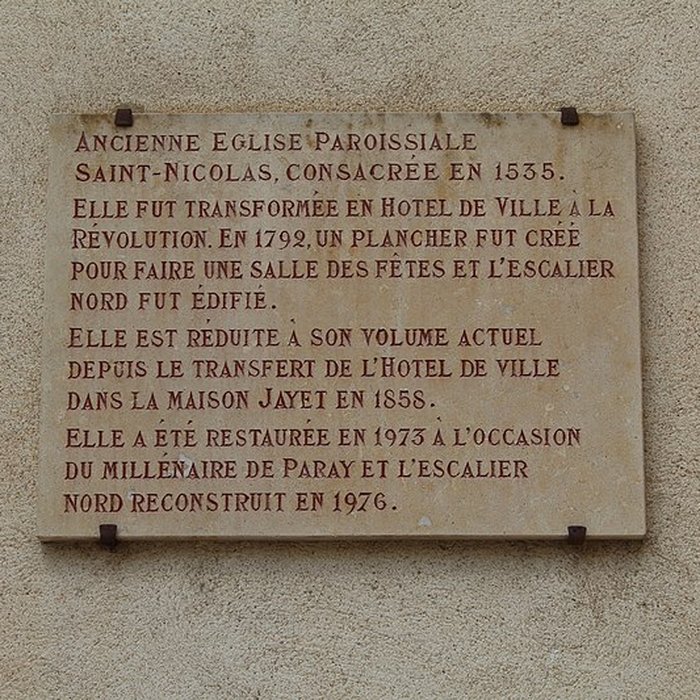 ANCIENNE EGLISE PAROISSIALE
SAINT-NICOLAS, CONSACRÉE EN 1535.
ELLE FUT TRANSFORMÉE EN HOTEL DE VILLE À LA
RÉVOLUTION. EN 1792, UN PLANCHER FUT CRÉÉ
POUR FAIRE UNE SALLE DES FÊTES ET L'ESCALIER
NORD FUT ÉDIFIÉ.
ELLE EST RÉDUITE À SON VOLUME ACTUEL
DEPUIS LE TRANSFERT DE L'HOTEL DE VILLE
DANS LA MAISON JAYET EN 1858.
ELLE A ÉTÉ RESTAURÉE EN 1973 À L'OCCASION
DU MILLÉNAIRE DE PARAY ET L'ESCALIER
NORD RECONSTRUIT EN 1976.